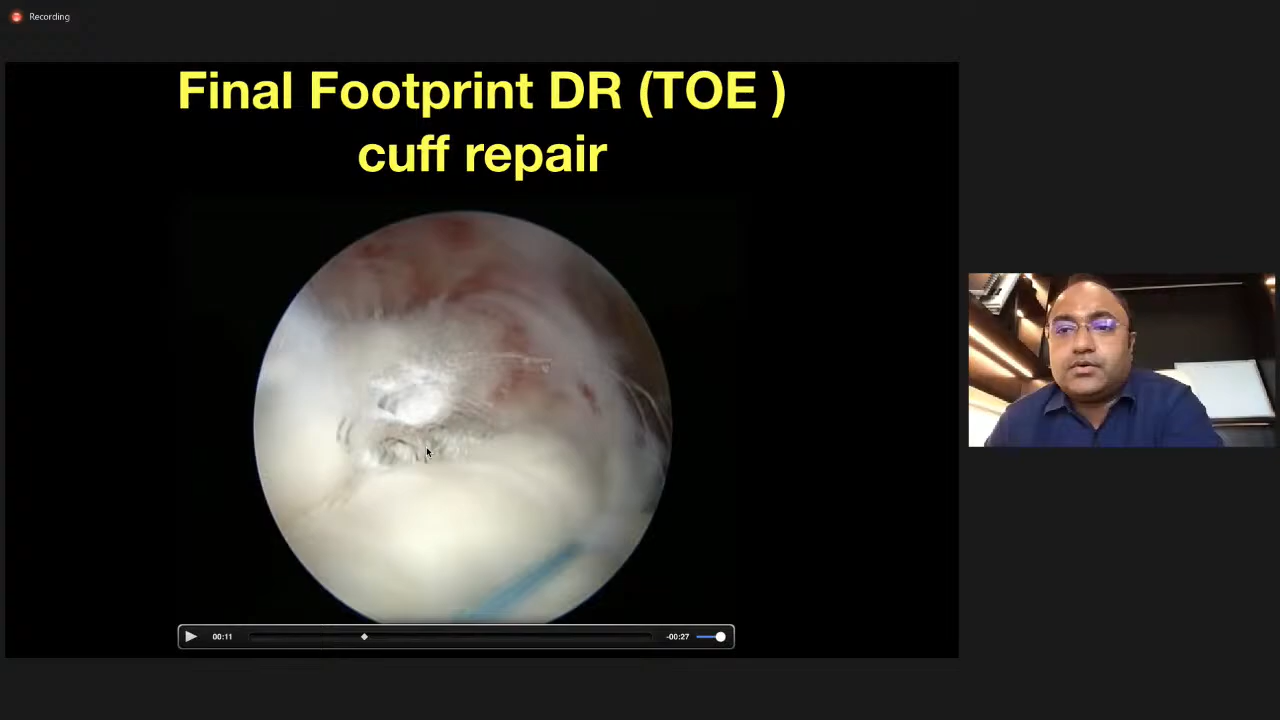 Recording
Final Footprint DR (TOE )
cuff repair
00:11
-00:27